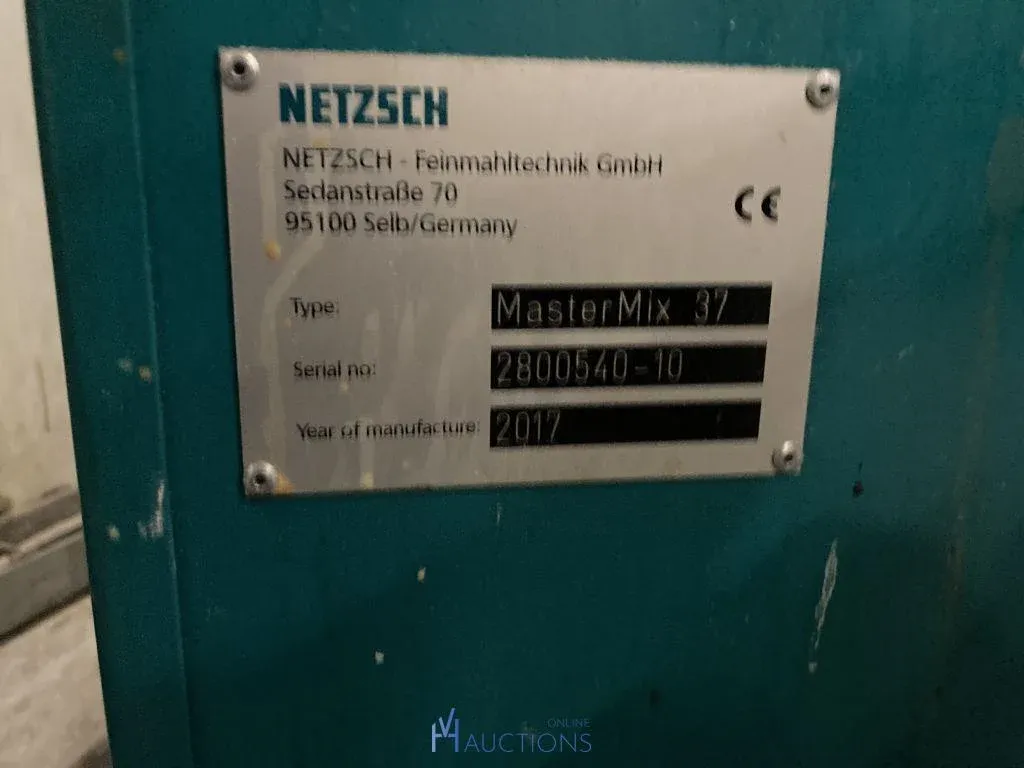 NETZSCH
NETZSCH - Feinmahltechnik GmbH
Sedanstraße 70
95100 Selb/Germany
CE
Type: MasterMix 37
Serial no: 2800540-10
Year of manufacture: 2017
ONLINE
AUCTIONS